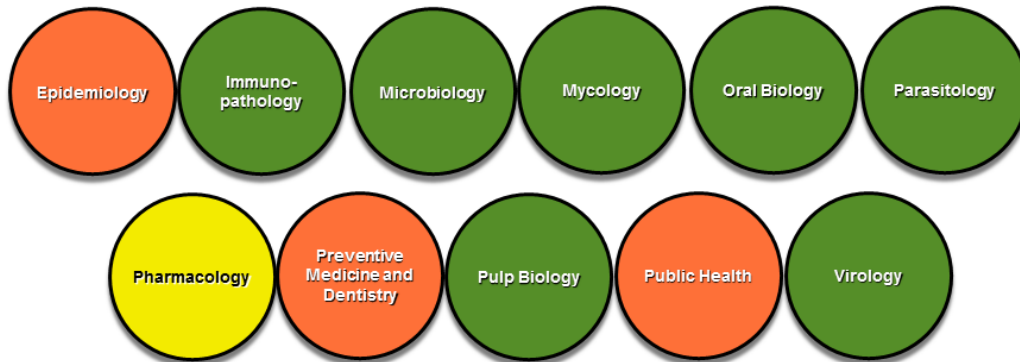 Epidemiology
Immuno-
pathology
Microbiology
Mycology
Oral Biology
Parasitology
Pharmacology
Preventive
Medicine and
Dentistry
Pulp Biology
Public Health
Virology